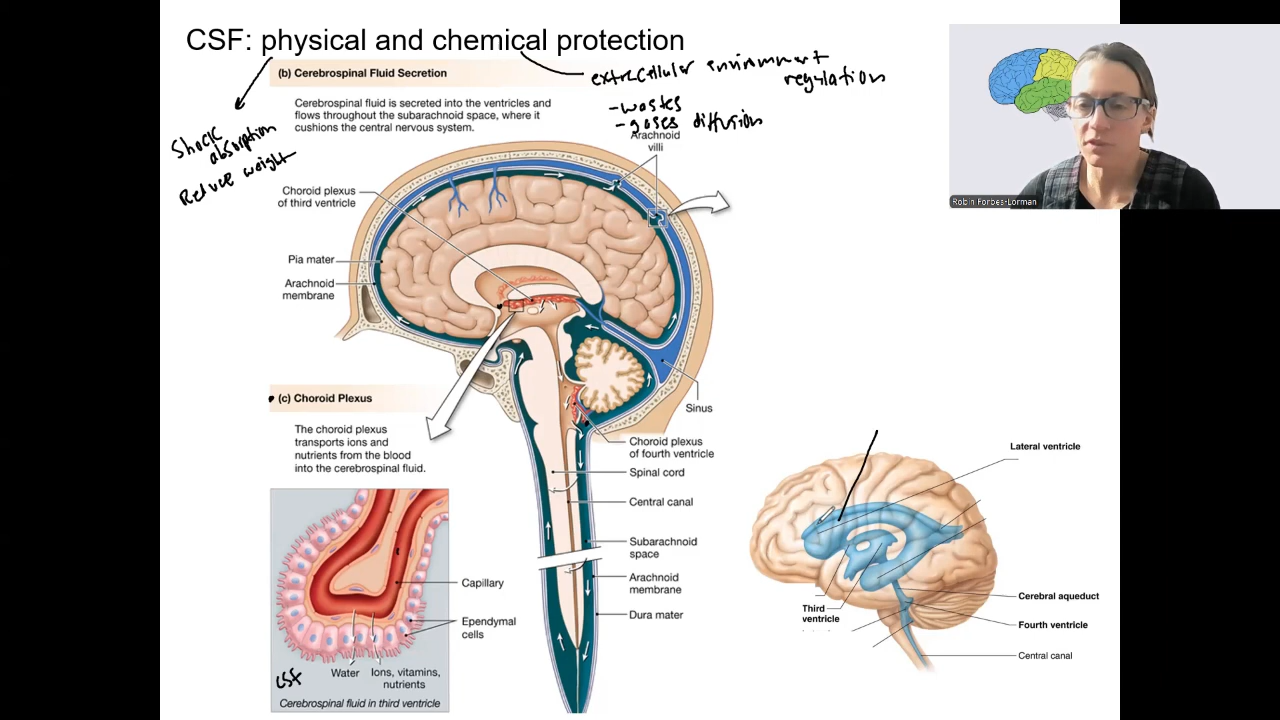 CSF: physical and chemical protection
extracellular environment
regulation
-wastes
-gases diffusion
Shock
absorption
Reduce weight
(b) Cerebrospinal Fluid Secretion
Cerebrospinal fluid is secreted into the ventricles and
flows throughout the subarachnoid space, where it
cushions the central nervous system.
Arachnoid
villi
Choroid plexus
of third ventricle
Pia mater
Arachnoid
membrane
Sinus
(c) Choroid Plexus
The choroid plexus
transports ions and
nutrients from the blood
into the cerebrospinal fluid.
Choroid plexus
of fourth ventricle
Spinal cord
Central canal
Subarachnoid
space
Arachnoid
membrane
Dura mater
Capillary
Ependymal
cells
CSF
Water
Ions, vitamins,
nutrients
Cerebrospinal fluid in third ventricle
Robin Forbes-Lorman
Lateral ventricle
Third
ventricle
Cerebral aqueduct
Fourth ventricle
Central canal